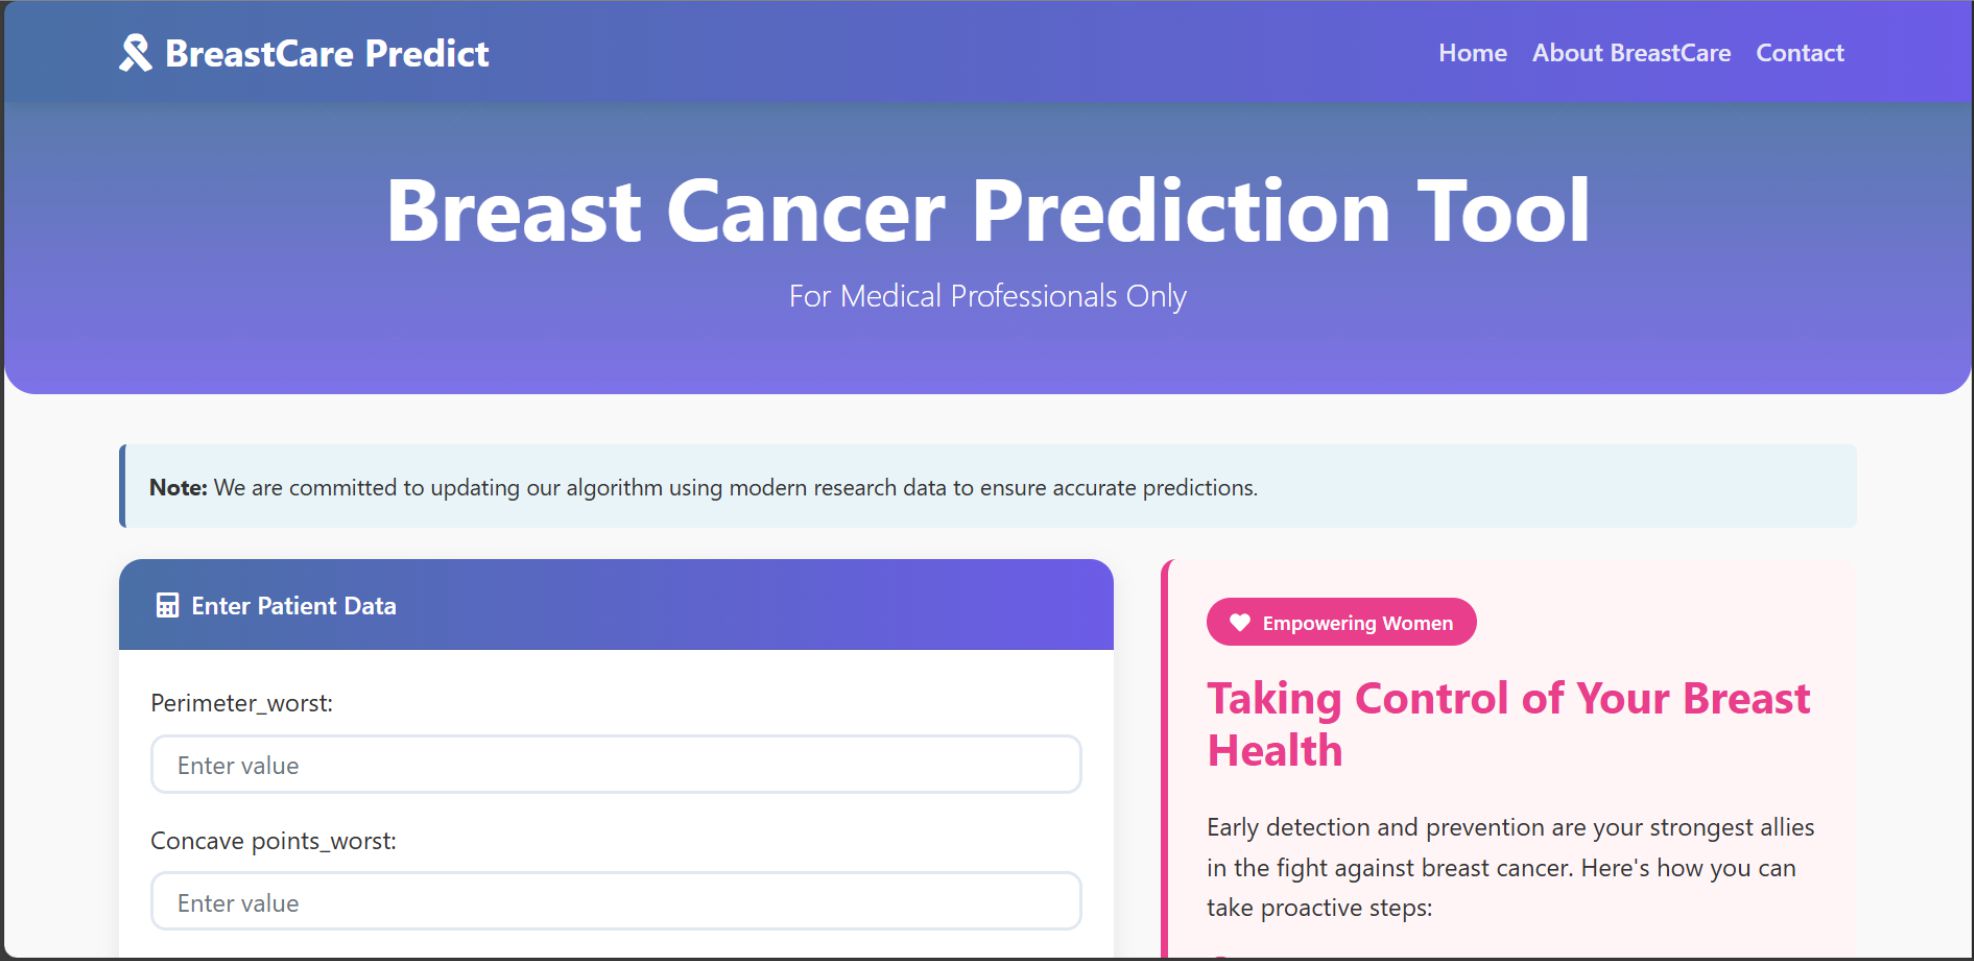 BreastCare Predict
Home About BreastCare Contact
Breast Cancer Prediction Tool
For Medical Professionals Only
Note: We are committed to updating our algorithm using modern research data to ensure accurate predictions.
Enter Patient Data
Perimeter_worst:
Enter value
Concave points_worst:
Enter value
Empowering Women
Taking Control of Your Breast
Health
Early detection and prevention are your strongest allies
in the fight against breast cancer. Here's how you can
take proactive steps: